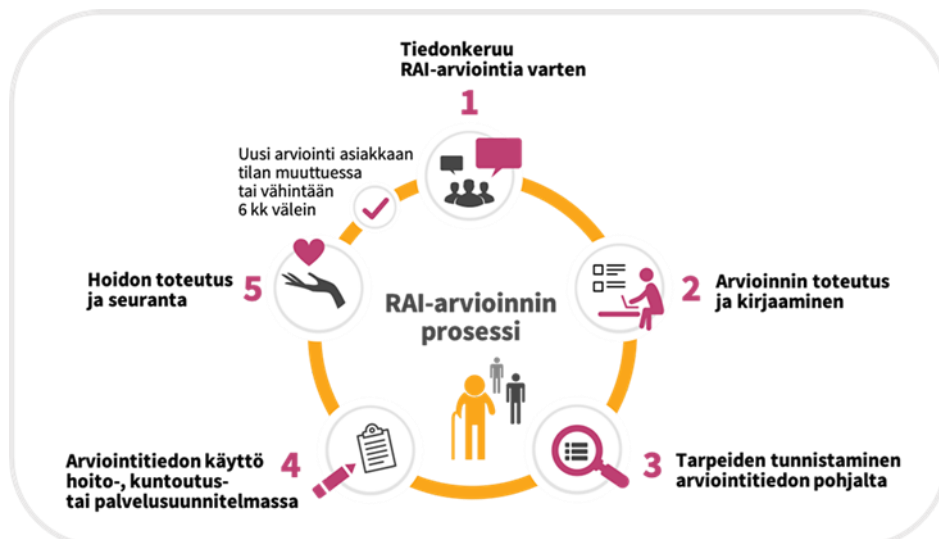 Tiedonkeruu
RAI-arviointia varten
1
Uusi arviointi asiakkaan
tilan muuttuessa
tai vähintään
6 kk välein
Hoidon toteutus
ja seuranta
5
RAI-arvioinnin
prosessi
2
Arvioinnin toteutus
ja kirjaaminen
Arviointitiedon käyttö
hoito-, kuntoutus-
tai palvelusuunnitelmassa
4
3
Tarpeiden tunnistaminen
arviointitiedon pohjalta